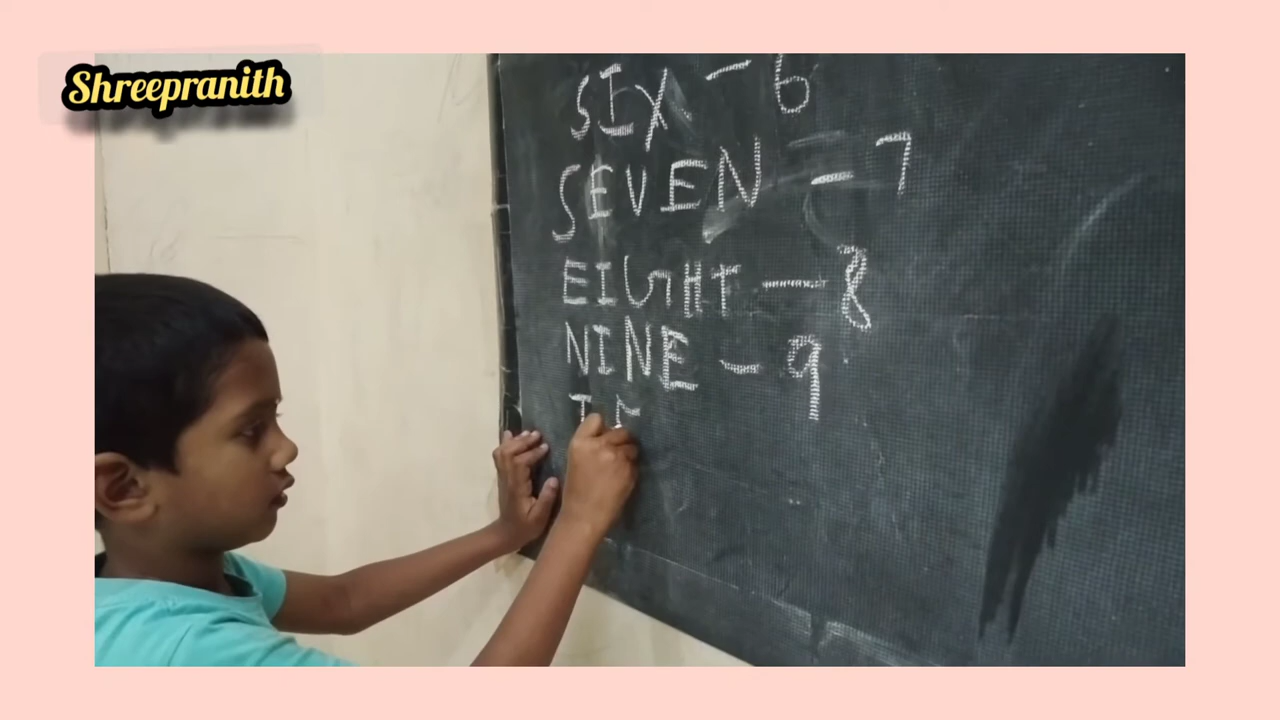 Shreepranith
SIX - 6
SEVEN - 7
EIGHT - 8
NINE - 9